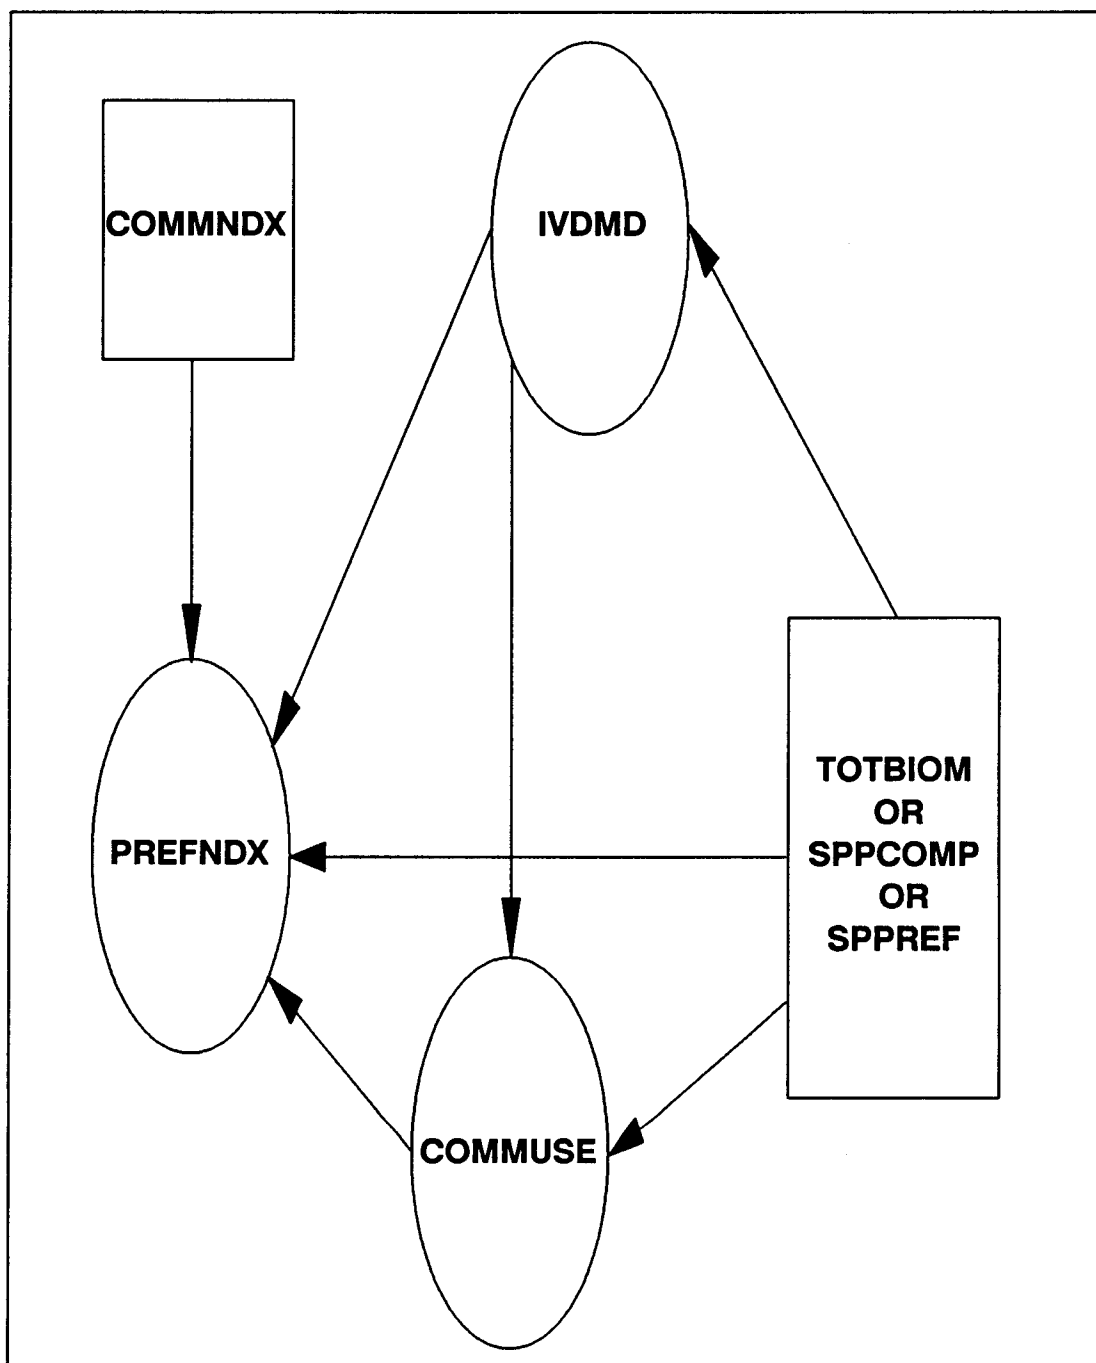 COMMNDX
IVDMD
TOTBIOM
OR
SPPCOMP
OR
SPPREF
PREFNDX
COMMUSE